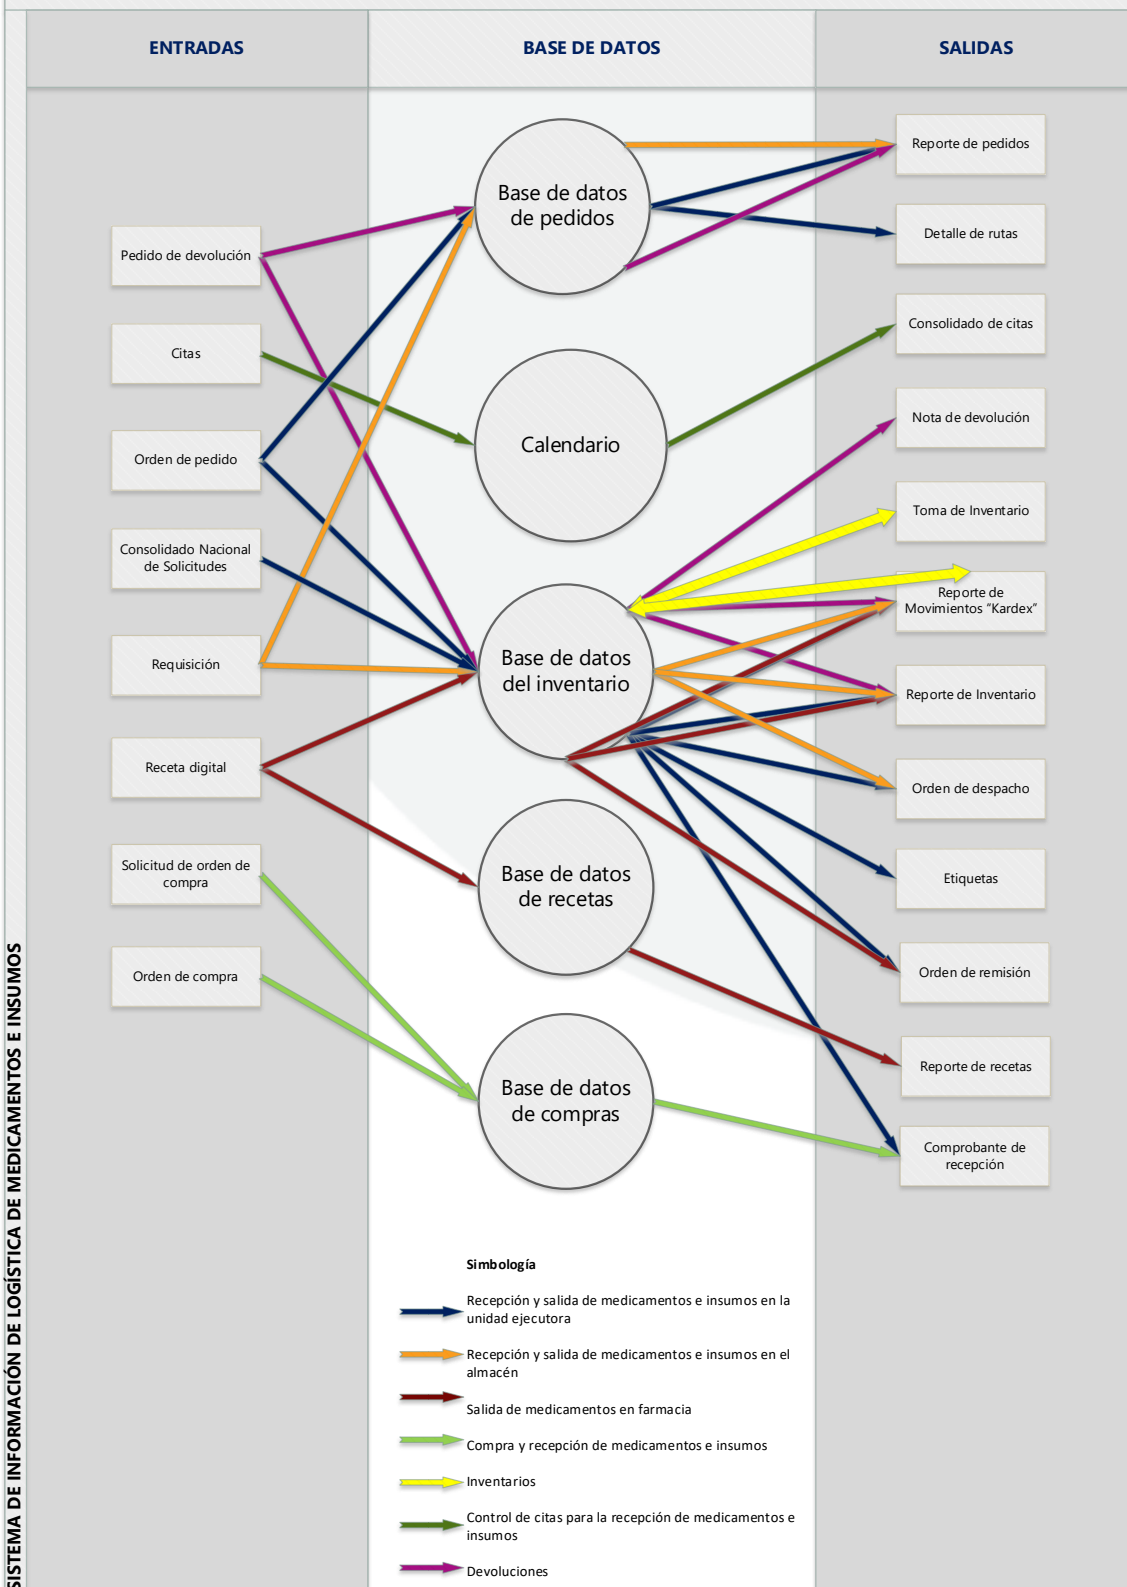 SISTEMA DE INFORMACIÓN DE LOGÍSTICA DE MEDICAMENTOS E INSUMOS
ENTRADAS
BASE DE DATOS
SALIDAS
Pedido de devolución
Citas
Orden de pedido
Consolidado Nacional
de Solicitudes
Requisición
Receta digital
Solicitud de orden de
compra
Orden de compra
Base de datos
de pedidos
Calendario
Base de datos
del inventario
Base de datos
de recetas
Base de datos
de compras
Reporte de pedidos
Detalle de rutas
Consolidado de citas
Nota de devolución
Toma de Inventario
Reporte de
Movimientos “Kardex”
Reporte de Inventario
Orden de despacho
Etiquetas
Orden de remisión
Reporte de recetas
Comprobante de
recepción
Simbología
Recepción y salida de medicamentos e insumos en la
unidad ejecutora
Recepción y salida de medicamentos e insumos en el
almacén
Salida de medicamentos en farmacia
Compra y recepción de medicamentos e insumos
Inventarios
Control de citas para la recepción de medicamentos e
insumos
Devoluciones